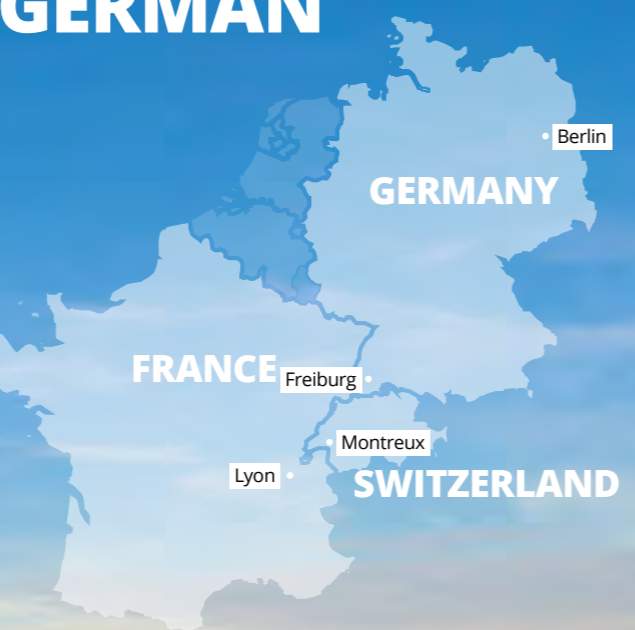 GERMAN
Berlin
GERMANY
FRANCE
Freiburg
Montreux
Lyon
SWITZERLAND